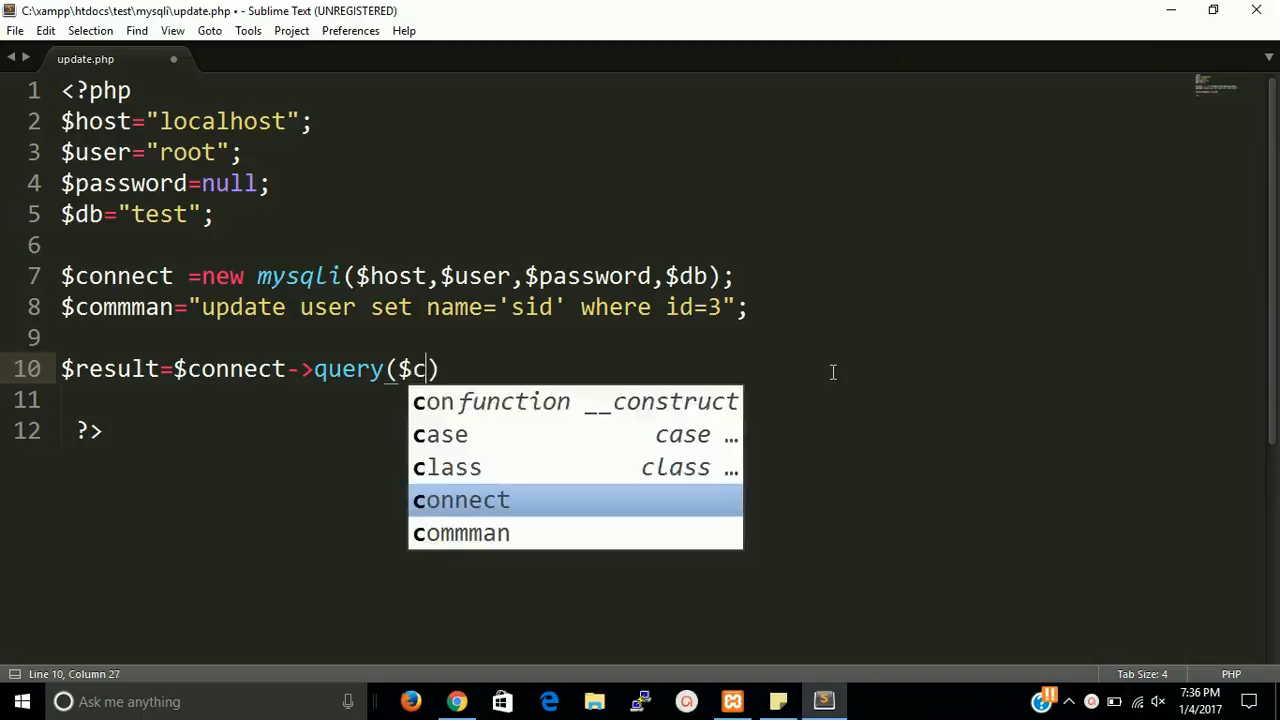 C:\xampp\htdocs\test\mysqli\update.php • - Sublime Text (UNREGISTERED)
File Edit Selection Find View Goto Tools Project Preferences Help
update.php
1 <?php
2 $host="localhost";
3 $user="root";
4 $password=null;
5 $db="test";
6
7 $connect =new mysqli($host,$user,$password,$db);
8 $commman="update user set name='sid' where id=3";
9
10 $result=$connect->query($c)
con function __construct
11
case case …
12 ?>
class class …
connect
commman
Line 10, Column 27 Tab Size: 4 PHP
Ask me anything
7:36 PM
1/4/2017